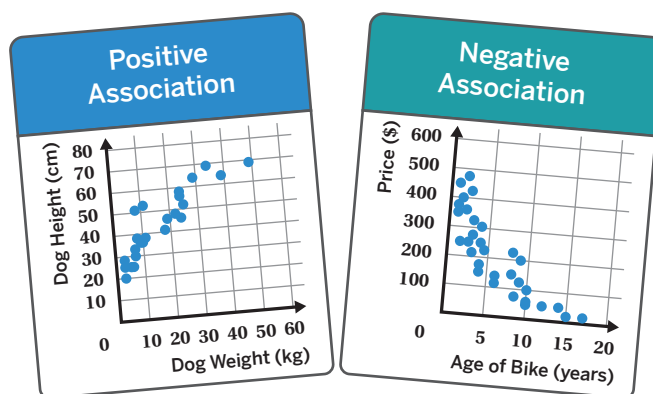 Positive
Association
Dog Height (cm)
80
70
60
50
40
30
20
10
0
10 20 30 40 50 60
Dog Weight (kg)
Negative
Association
Price ($)
600
500
400
300
200
100
0
5 10 15 20
Age of Bike (years)